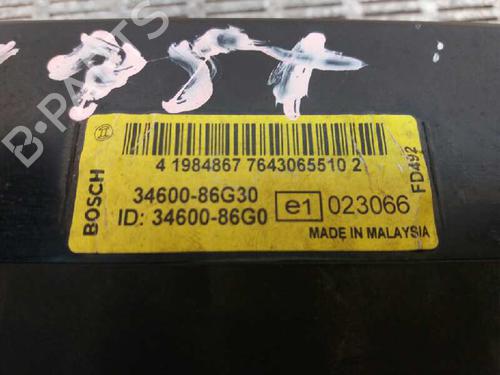 B-PARTS
BOSCH
4 1984867 7643065510 2
34600-86G30
ID: 34600-86G0
e1 023066
MADE IN MALAYSIA
FD492